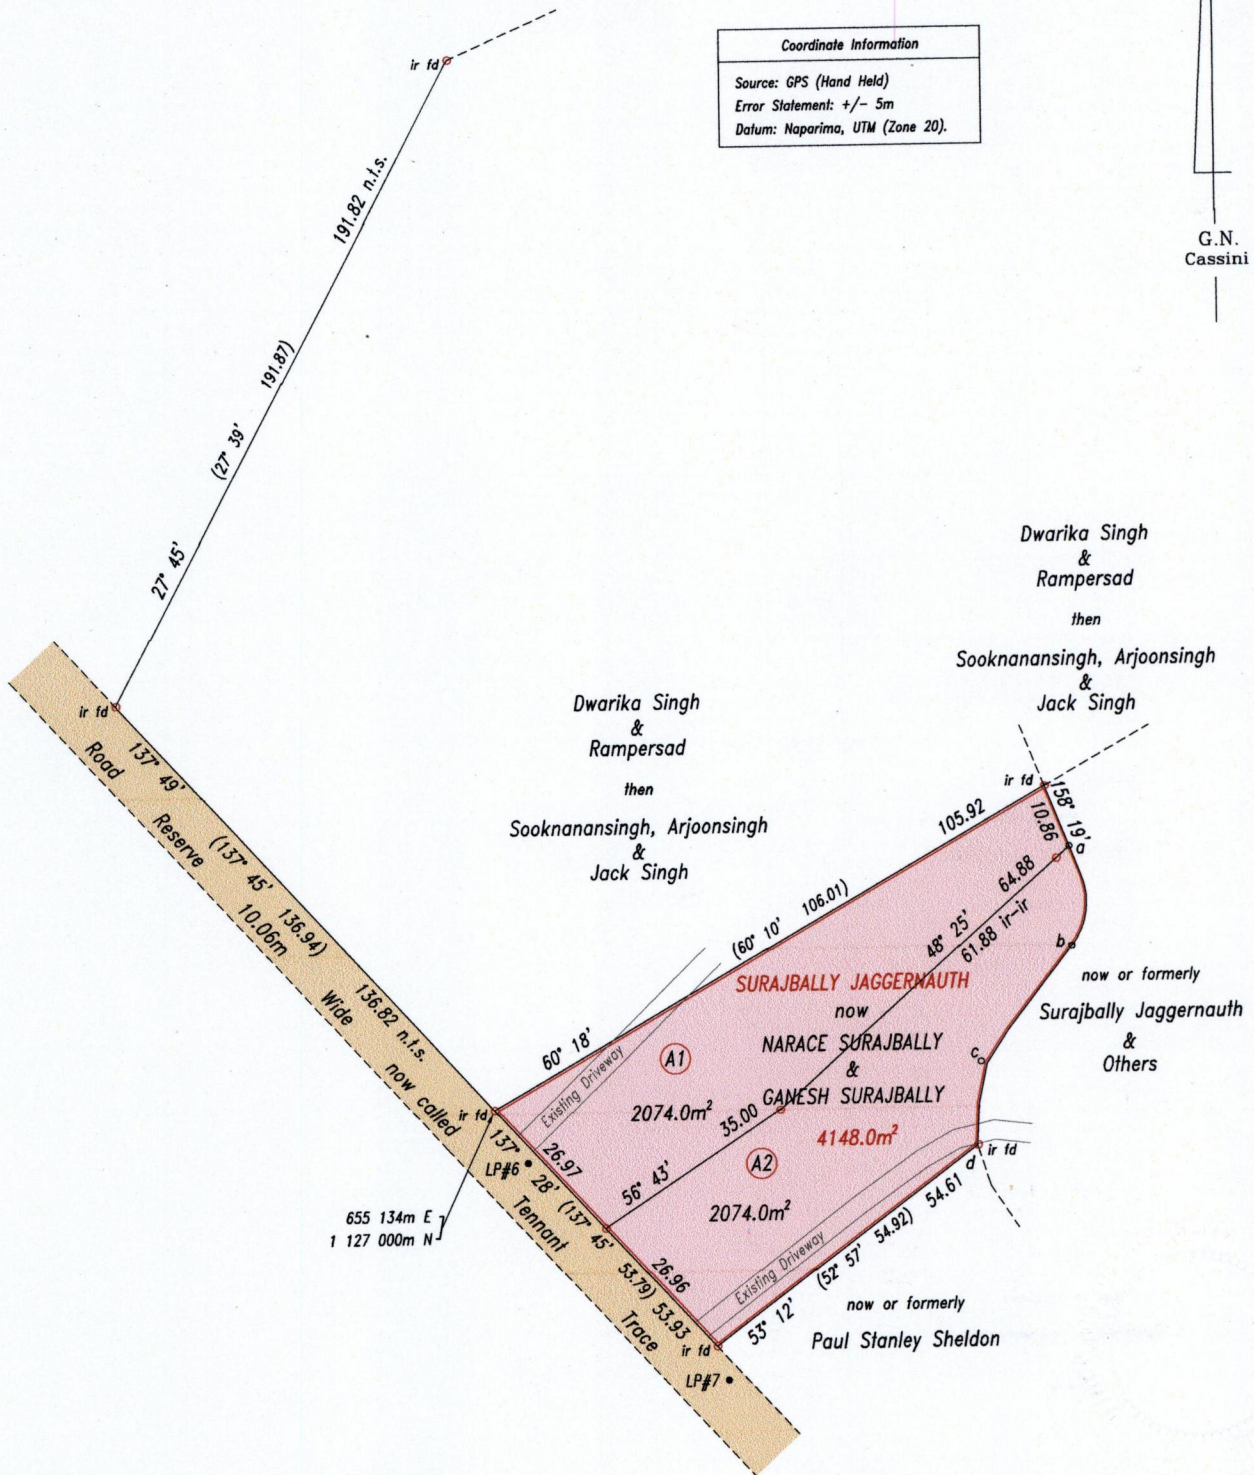 Coordinate Information
Source: GPS (Hand Held)
Error Statement: +/- 5m
Datum: Naparima, UTM (Zone 20).
G.N.
Cassini
ir fd
191.82 n.t.s.
(27° 39' 191.87)
27° 45'
ir fd
137° 49'
(137° 45' 136.94)
136.82 n.t.s.
Road Reserve 10.06m Wide now called Tennant Trace
Dwarika Singh
&
Rampersad
then
Sooknanansingh, Arjoonsingh
&
Jack Singh
Dwarika Singh
&
Rampersad
then
Sooknanansingh, Arjoonsingh
&
Jack Singh
ir fd
158° 19'
10.86
a
105.92
(60° 10' 106.01)
60° 18'
64.88
48° 25'
61.88 ir-ir
b
now or formerly
Surajbally Jaggernauth
&
Others
SURAJBALLY JAGGERNAUTH
now
NARACE SURAJBALLY
&
GANESH SURAJBALLY
4148.0m²
c
A1
2074.0m²
Existing Driveway
35.00
56° 43'
A2
2074.0m²
Existing Driveway
ir fd
d
ir fd
137° 28' (137° 45' 53.79) 53.93
26.97
LP#6
26.96
655 134m E
1 127 000m N
54.61
(52° 57' 54.92)
53° 12'
now or formerly
Paul Stanley Sheldon
ir fd
LP#7